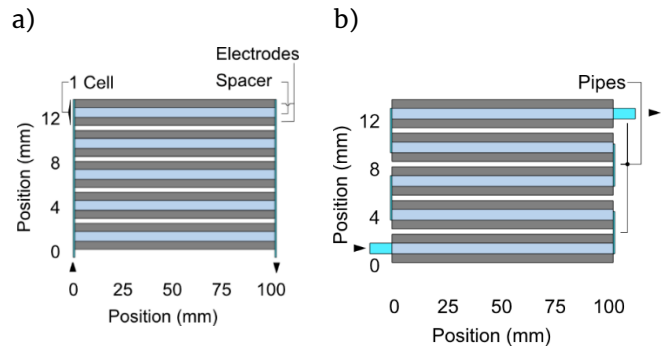 a)
b)
Electrodes
1 Cell
Spacer
Pipes
12
8
4
0
Position (mm)
0 25 50 75 100
Position (mm)
12
8
4
0
Position (mm)
0 25 50 75 100
Position (mm)